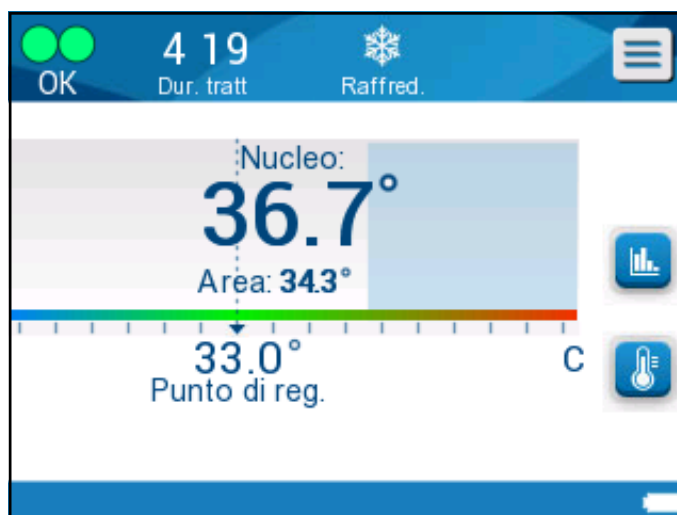 4 19
OK
Dur. tratt
Raffred.
Nucleo:
36.7°
Area: 34.3°
33.0°
C
Punto di reg.